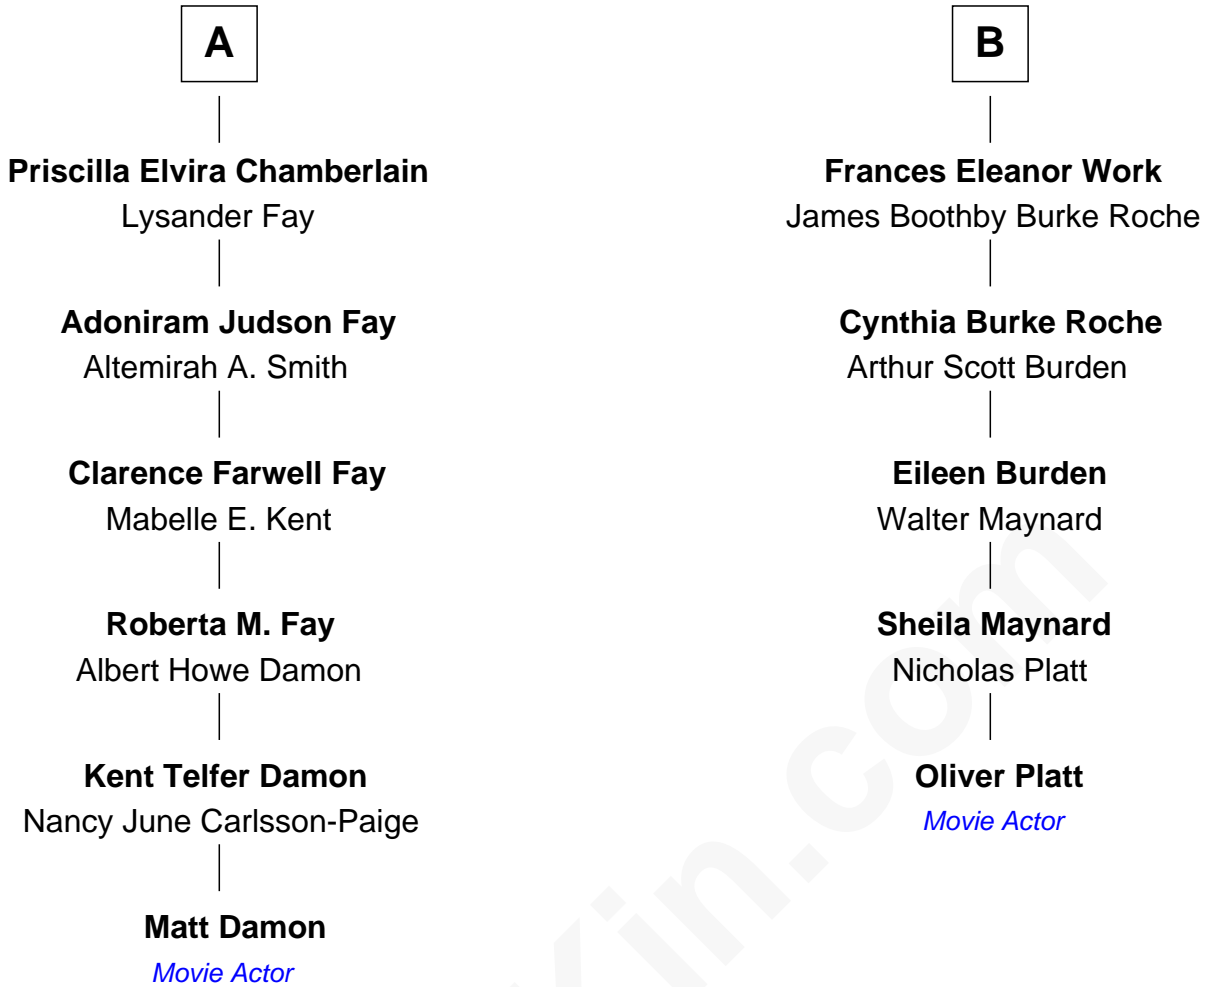 A
Priscilla Elvira Chamberlain
Lysander Fay
Adoniram Judson Fay
Altemirah A. Smith
Clarence Farwell Fay
Mabelle E. Kent
Roberta M. Fay
Albert Howe Damon
Kent Telfer Damon
Nancy June Carlsson-Paige
Matt Damon
Movie Actor
B
Frances Eleanor Work
James Boothby Burke Roche
Cynthia Burke Roche
Arthur Scott Burden
Eileen Burden
Walter Maynard
Sheila Maynard
Nicholas Platt
Oliver Platt
Movie Actor